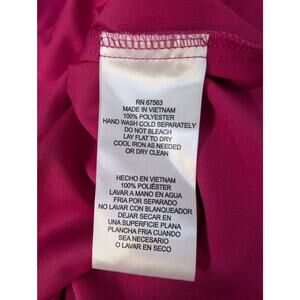 RN 67563
MADE IN VIETNAM
100% POLYESTER
HAND WASH COLD SEPARATELY
DO NOT BLEACH
LAY FLAT TO DRY
COOL IRON AS NEEDED
OR DRY CLEAN
HECHO EN VIETNAM
100% POLIÉSTER
LAVAR A MANO EN AGUA
FRIA POR SEPARADO
NO LAVAR CON BLANQUEADOR
DEJAR SECAR EN
UNA SUPERFICIE PLANA
PLANCHA FRIA CUANDO
SEA NECESARIO
O LAVAR EN SECO